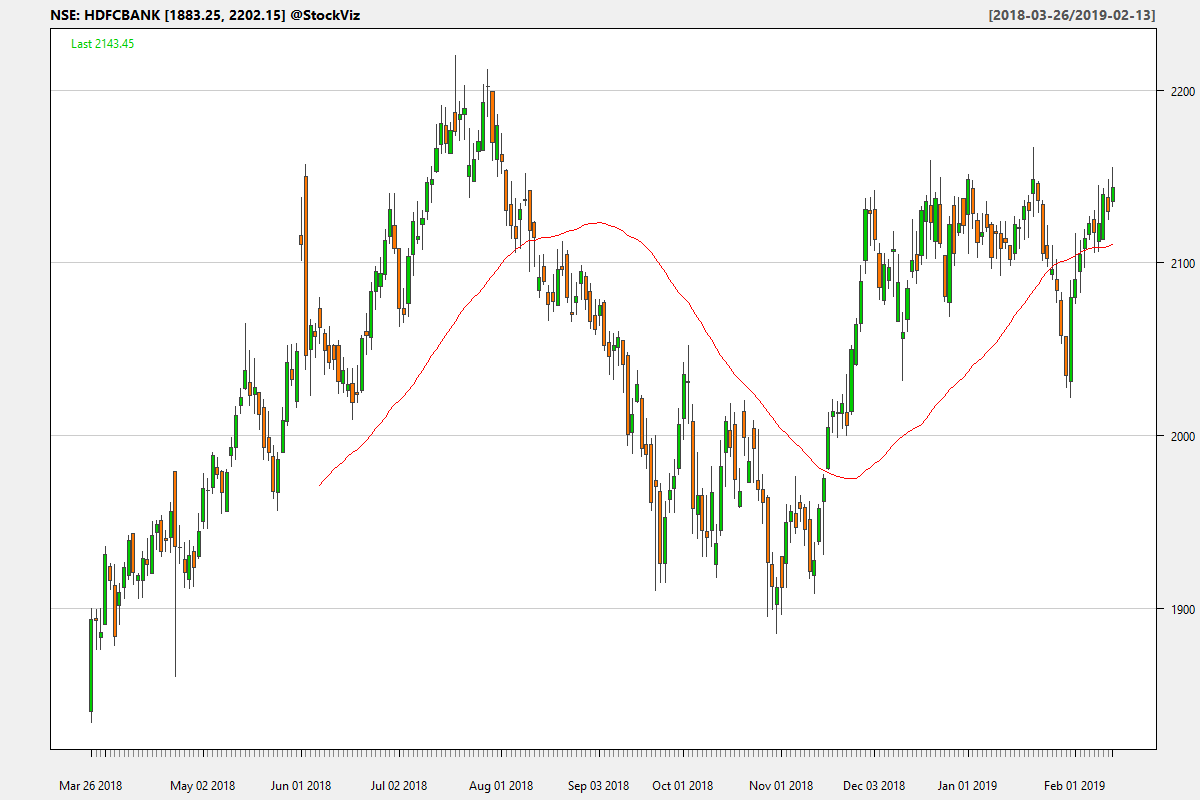 NSE: HDFCBANK [1883.25, 2202.15] @StockViz
[2018-03-26/2019-02-13]
Last 2143.45
2200
2100
2000
1900
Mar 26 2018 May 02 2018 Jun 01 2018 Jul 02 2018 Aug 01 2018 Sep 03 2018 Oct 01 2018 Nov 01 2018 Dec 03 2018 Jan 01 2019 Feb 01 2019